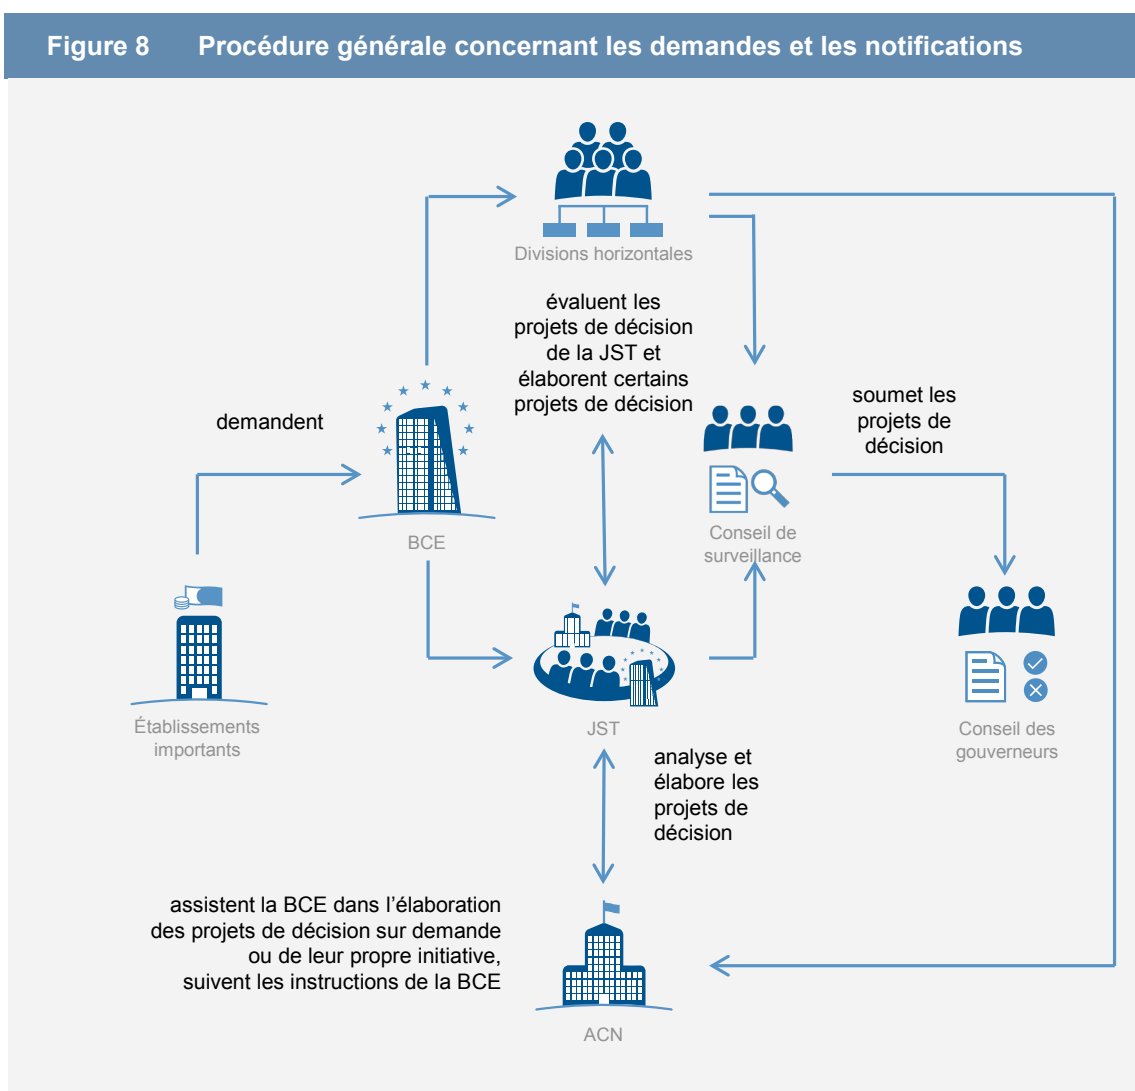 Figure 8 Procédure générale concernant les demandes et les notifications
Divisions horizontales
évaluent les
projets de décision
de la JST et
élaborent certains
projets de décision
demandent
soumet les
projets de
décision
BCE
Conseil de
surveillance
Établissements
importants
JST
Conseil des
gouverneurs
analyse et
élabore les
projets de
décision
assistent la BCE dans l’élaboration
des projets de décision sur demande
ou de leur propre initiative,
suivent les instructions de la BCE
ACN